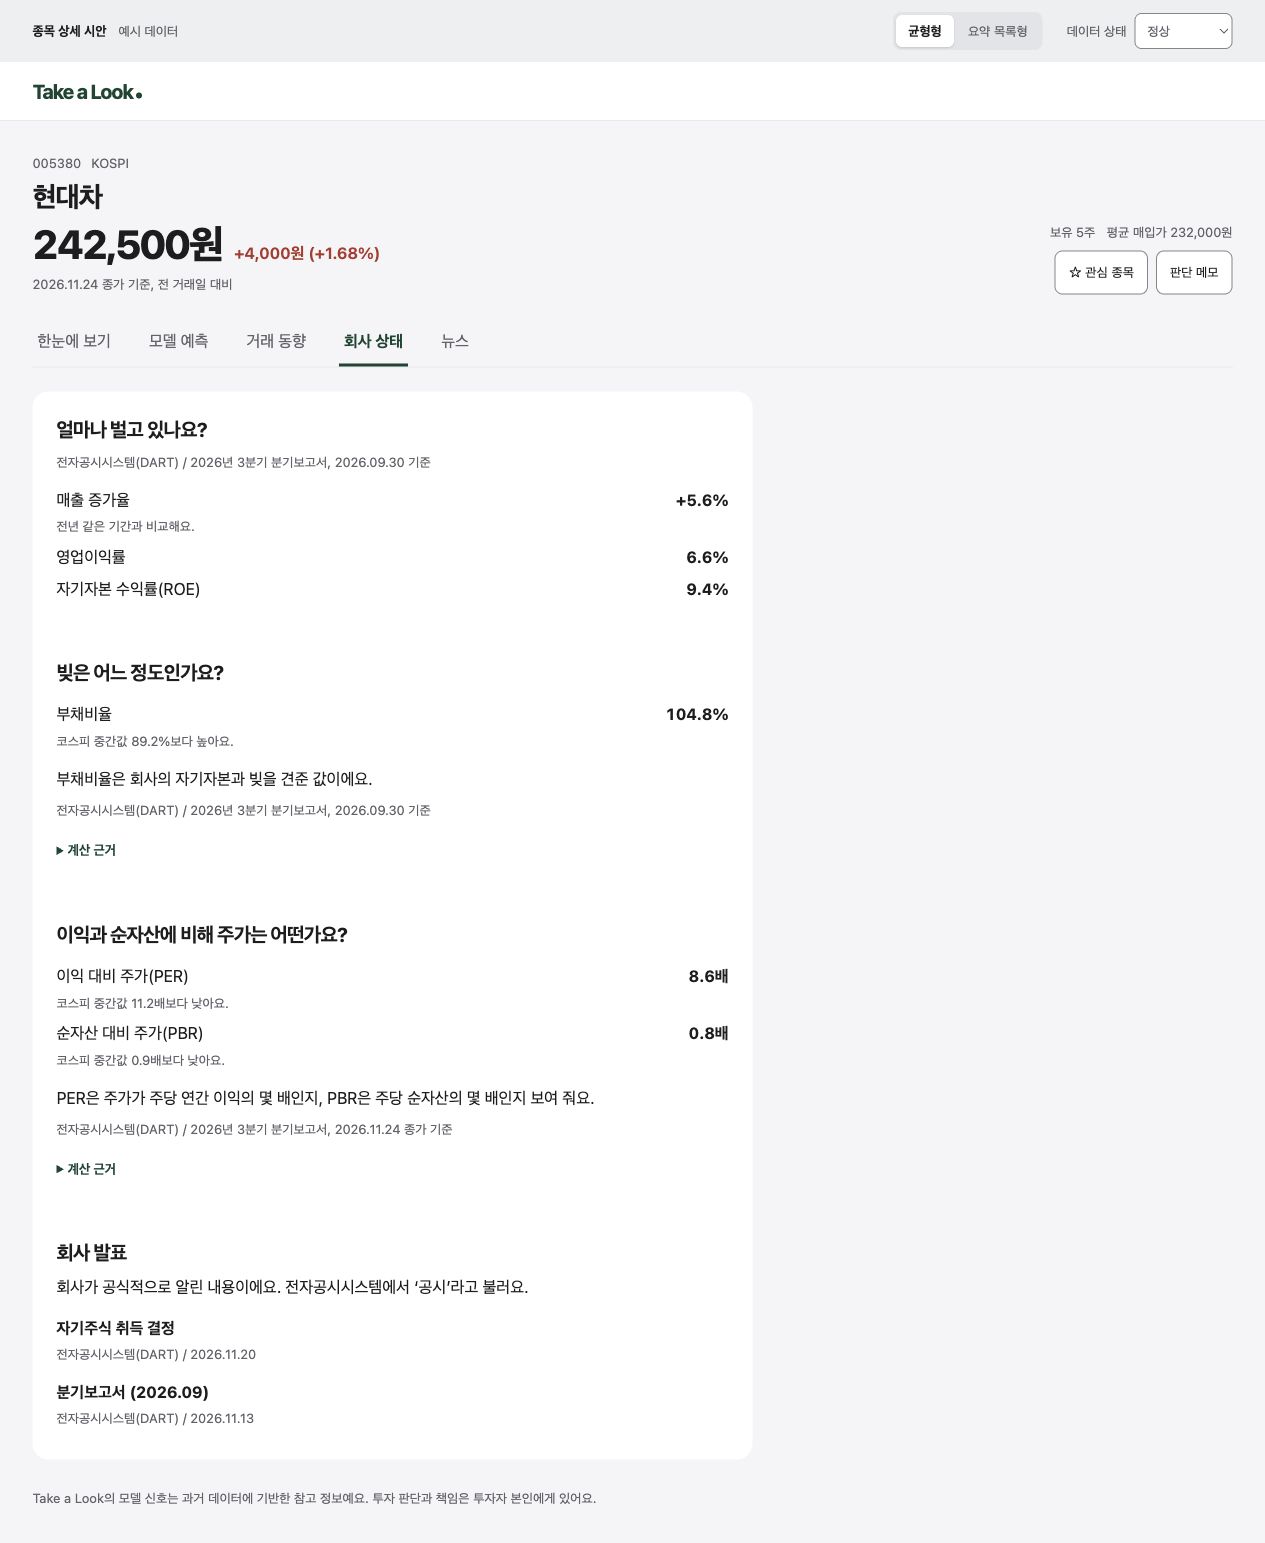 종목 상세 시안 예시 데이터 균형형 요약 목록형 데이터 상태 정상
Take a Look.
005380 KOSPI
현대차
242,500원 +4,000원 (+1.68%)
2026.11.24 종가 기준, 전 거래일 대비
보유 5주 평균 매입가 232,000원
☆ 관심 종목 판단 메모
한눈에 보기 모델 예측 거래 동향 회사 상태 뉴스
얼마나 벌고 있나요?
전자공시시스템(DART) / 2026년 3분기 분기보고서, 2026.09.30 기준
매출 증가율 +5.6%
전년 같은 기간과 비교해요.
영업이익률 6.6%
자기자본 수익률(ROE) 9.4%
빚은 어느 정도인가요?
부채비율 104.8%
코스피 중간값 89.2%보다 높아요.
부채비율은 회사의 자기자본과 빚을 견준 값이에요.
전자공시시스템(DART) / 2026년 3분기 분기보고서, 2026.09.30 기준
▶ 계산 근거
이익과 순자산에 비해 주가는 어떤가요?
이익 대비 주가(PER) 8.6배
코스피 중간값 11.2배보다 낮아요.
순자산 대비 주가(PBR) 0.8배
코스피 중간값 0.9배보다 낮아요.
PER은 주가가 주당 연간 이익의 몇 배인지, PBR은 주당 순자산의 몇 배인지 보여 줘요.
전자공시시스템(DART) / 2026년 3분기 분기보고서, 2026.11.24 종가 기준
▶ 계산 근거
회사 발표
회사가 공식적으로 알린 내용이에요. 전자공시시스템에서 ‘공시’라고 불러요.
자기주식 취득 결정
전자공시시스템(DART) / 2026.11.20
분기보고서 (2026.09)
전자공시시스템(DART) / 2026.11.13
Take a Look의 모델 신호는 과거 데이터에 기반한 참고 정보예요. 투자 판단과 책임은 투자자 본인에게 있어요.